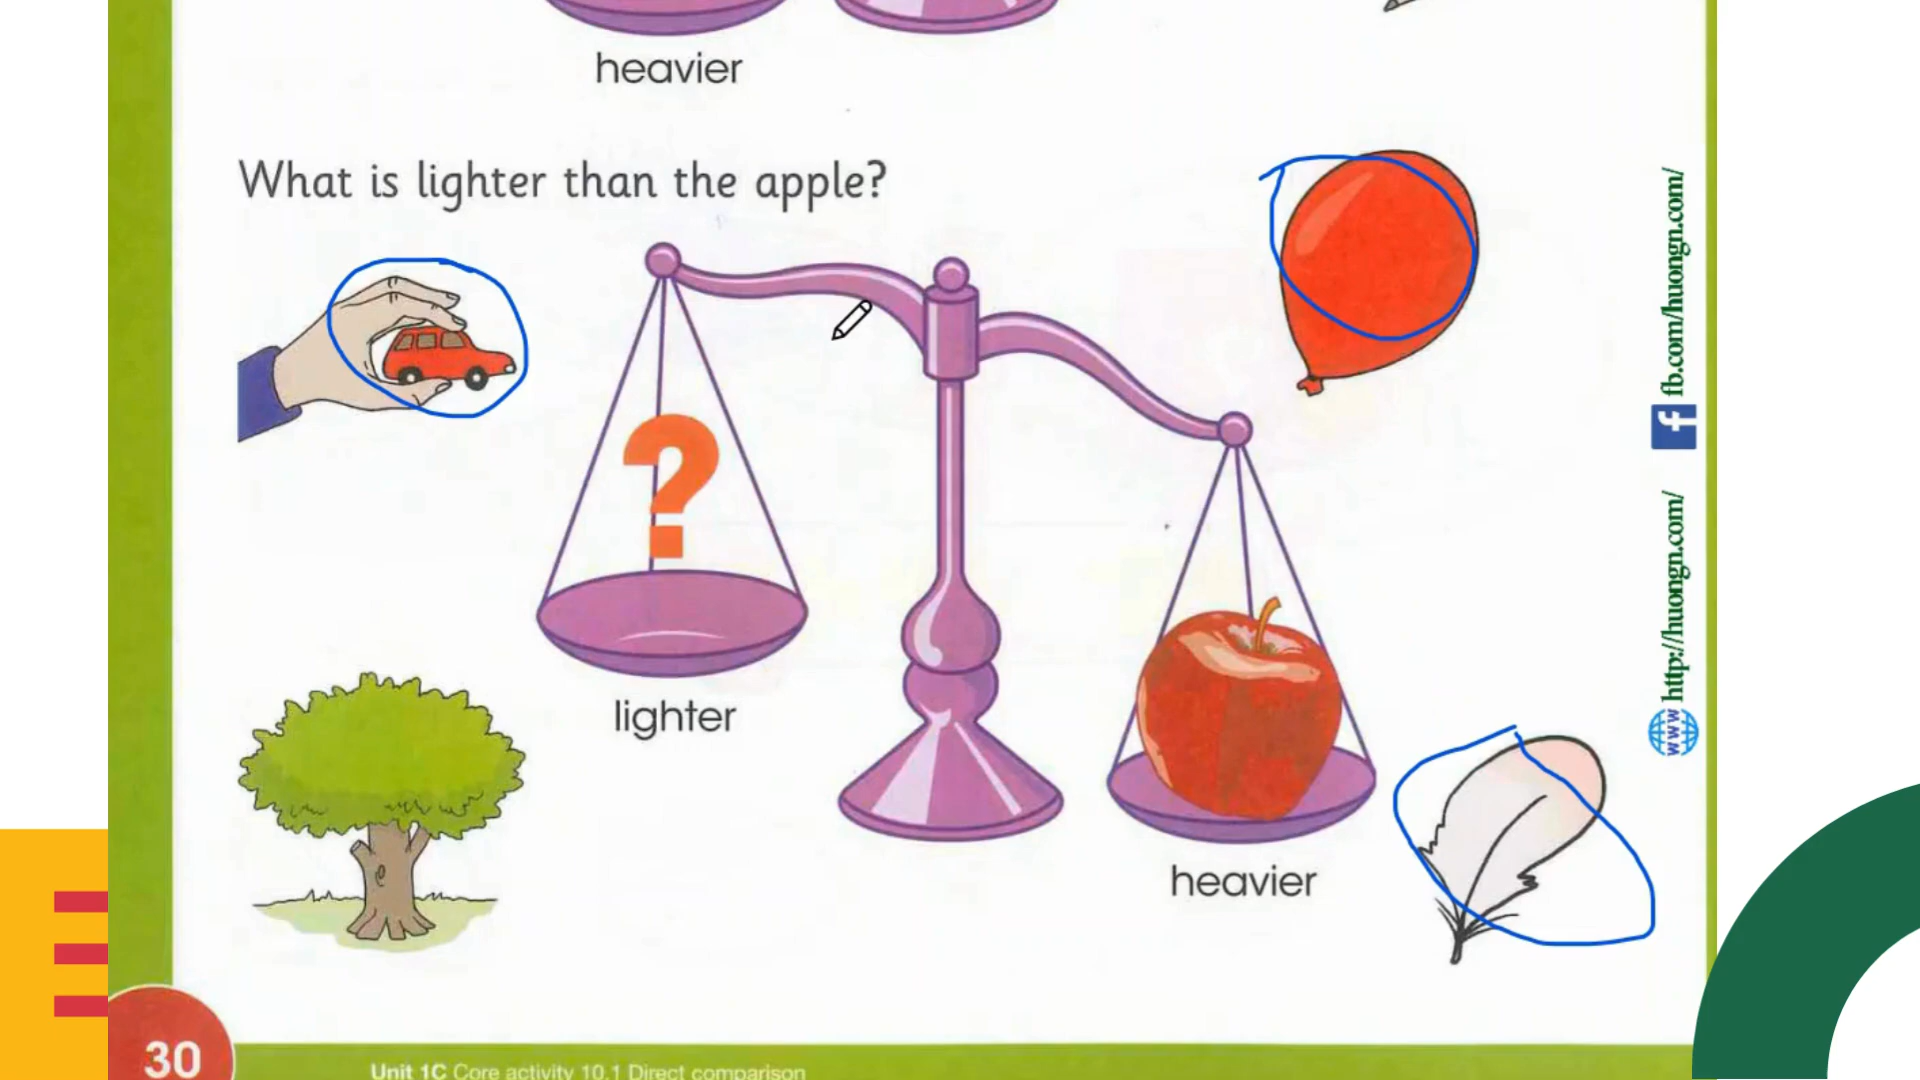 heavier
What is lighter than the apple?
?
lighter
heavier
fb.com/huongn.com/
f
http://huongn.com/
www
30
Unit 1C Core activity 10.1 Direct comparison